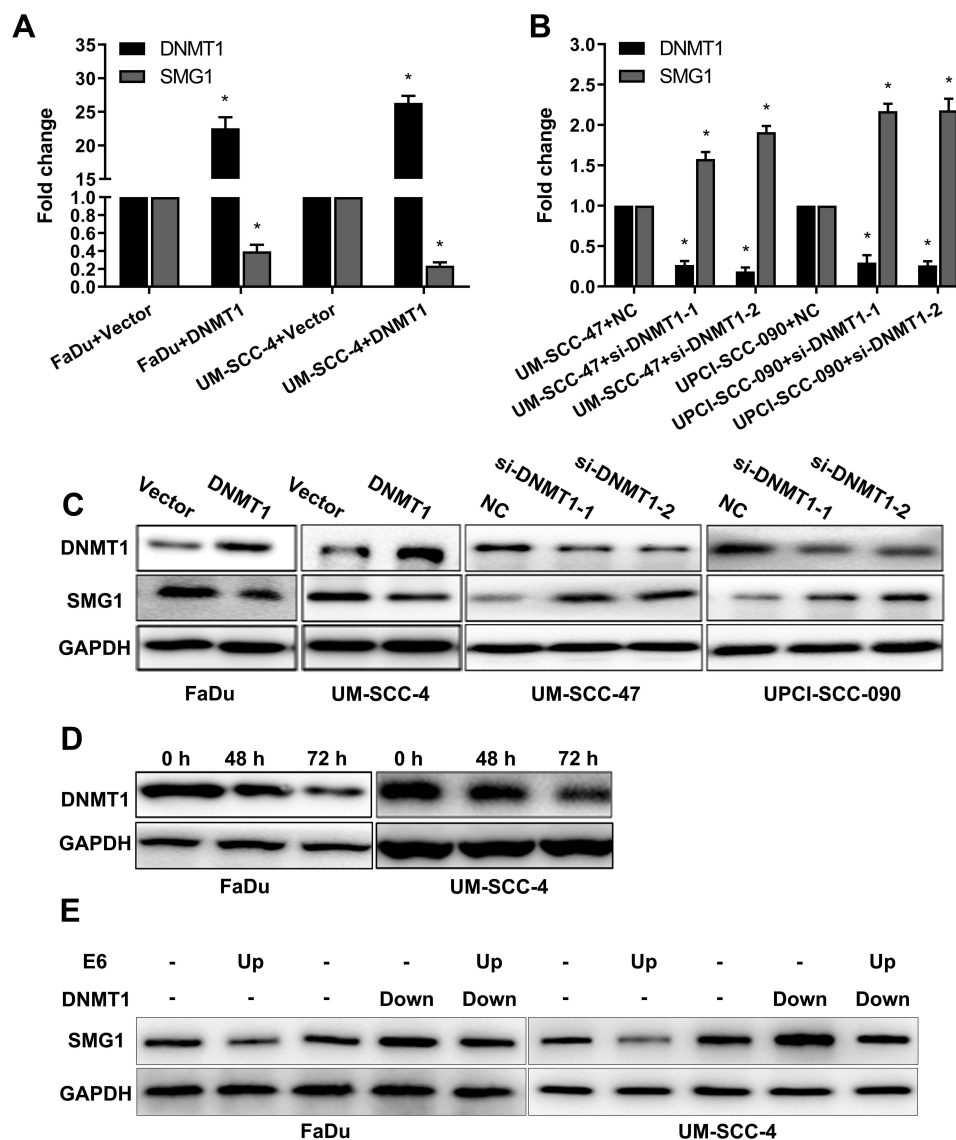 A
DNMT1
SMG1
Fold change
35
30
25
20
15
1.0
0.8
0.6
0.4
0.2
0
*
*
*
*
FaDu+Vector
FaDu+DNMT1
UM-SCC-4+Vector
UM-SCC-4+DNMT1
B
DNMT1
SMG1
Fold change
3.0
2.5
2.0
1.5
1.0
0.5
0.0
*
*
*
*
*
*
*
*
UM-SCC-47+NC
UM-SCC-47+si-DNMT1-1
UM-SCC-47+si-DNMT1-2
UPCI-SCC-090+NC
UPCI-SCC-090+si-DNMT1-1
UPCI-SCC-090+si-DNMT1-2
C
Vector DNMT1 Vector DNMT1 NC si-DNMT1-1 si-DNMT1-2 NC si-DNMT1-1 si-DNMT1-2
DNMT1
SMG1
GAPDH
FaDu UM-SCC-4 UM-SCC-47 UPCI-SCC-090
D
0 h 48 h 72 h 0 h 48 h 72 h
DNMT1
GAPDH
FaDu UM-SCC-4
E
E6 - Up - - Up - Up - - Up
DNMT1 - - - Down Down - - - Down Down
SMG1
GAPDH
FaDu UM-SCC-4